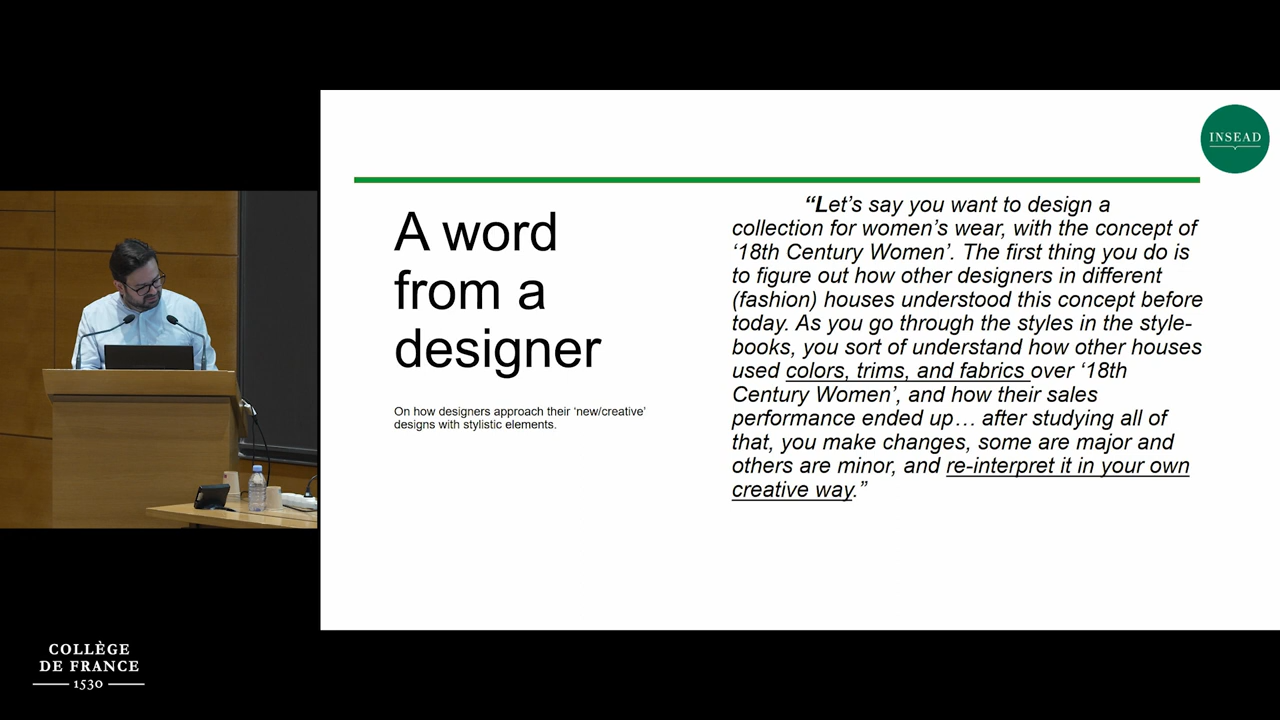 INSEAD
A word
from a
designer
On how designers approach their ‘new/creative’
designs with stylistic elements.
“Let’s say you want to design a
collection for women’s wear, with the concept of
‘18th Century Women’. The first thing you do is
to figure out how other designers in different
(fashion) houses understood this concept before
today. As you go through the styles in the style-
books, you sort of understand how other houses
used colors, trims, and fabrics over ‘18th
Century Women’, and how their sales
performance ended up… after studying all of
that, you make changes, some are major and
others are minor, and re-interpret it in your own
creative way.”
COLLÈGE
DE FRANCE
1530